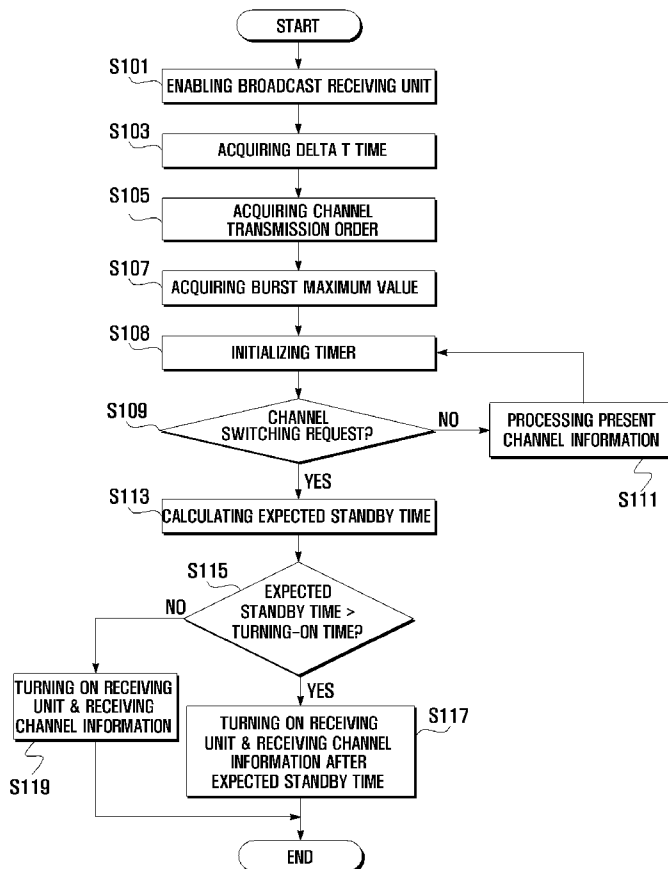 START
S101
ENABLING BROADCAST RECEIVING UNIT
S103
ACQUIRING DELTA T TIME
S105
ACQUIRING CHANNEL
TRANSMISSION ORDER
S107
ACQUIRING BURST MAXIMUM VALUE
S108
INITIALIZING TIMER
S109
CHANNEL
SWITCHING REQUEST?
NO
PROCESSING PRESENT
CHANNEL INFORMATION
S111
YES
S113
CALCULATING EXPECTED STANDBY TIME
S115
EXPECTED
STANDBY TIME >
TURNING-ON TIME?
NO
TURNING ON RECEIVING
UNIT & RECEIVING
CHANNEL INFORMATION
S119
YES
S117
TURNING ON RECEIVING
UNIT & RECEIVING CHANNEL
INFORMATION AFTER
EXPECTED STANDBY TIME
END